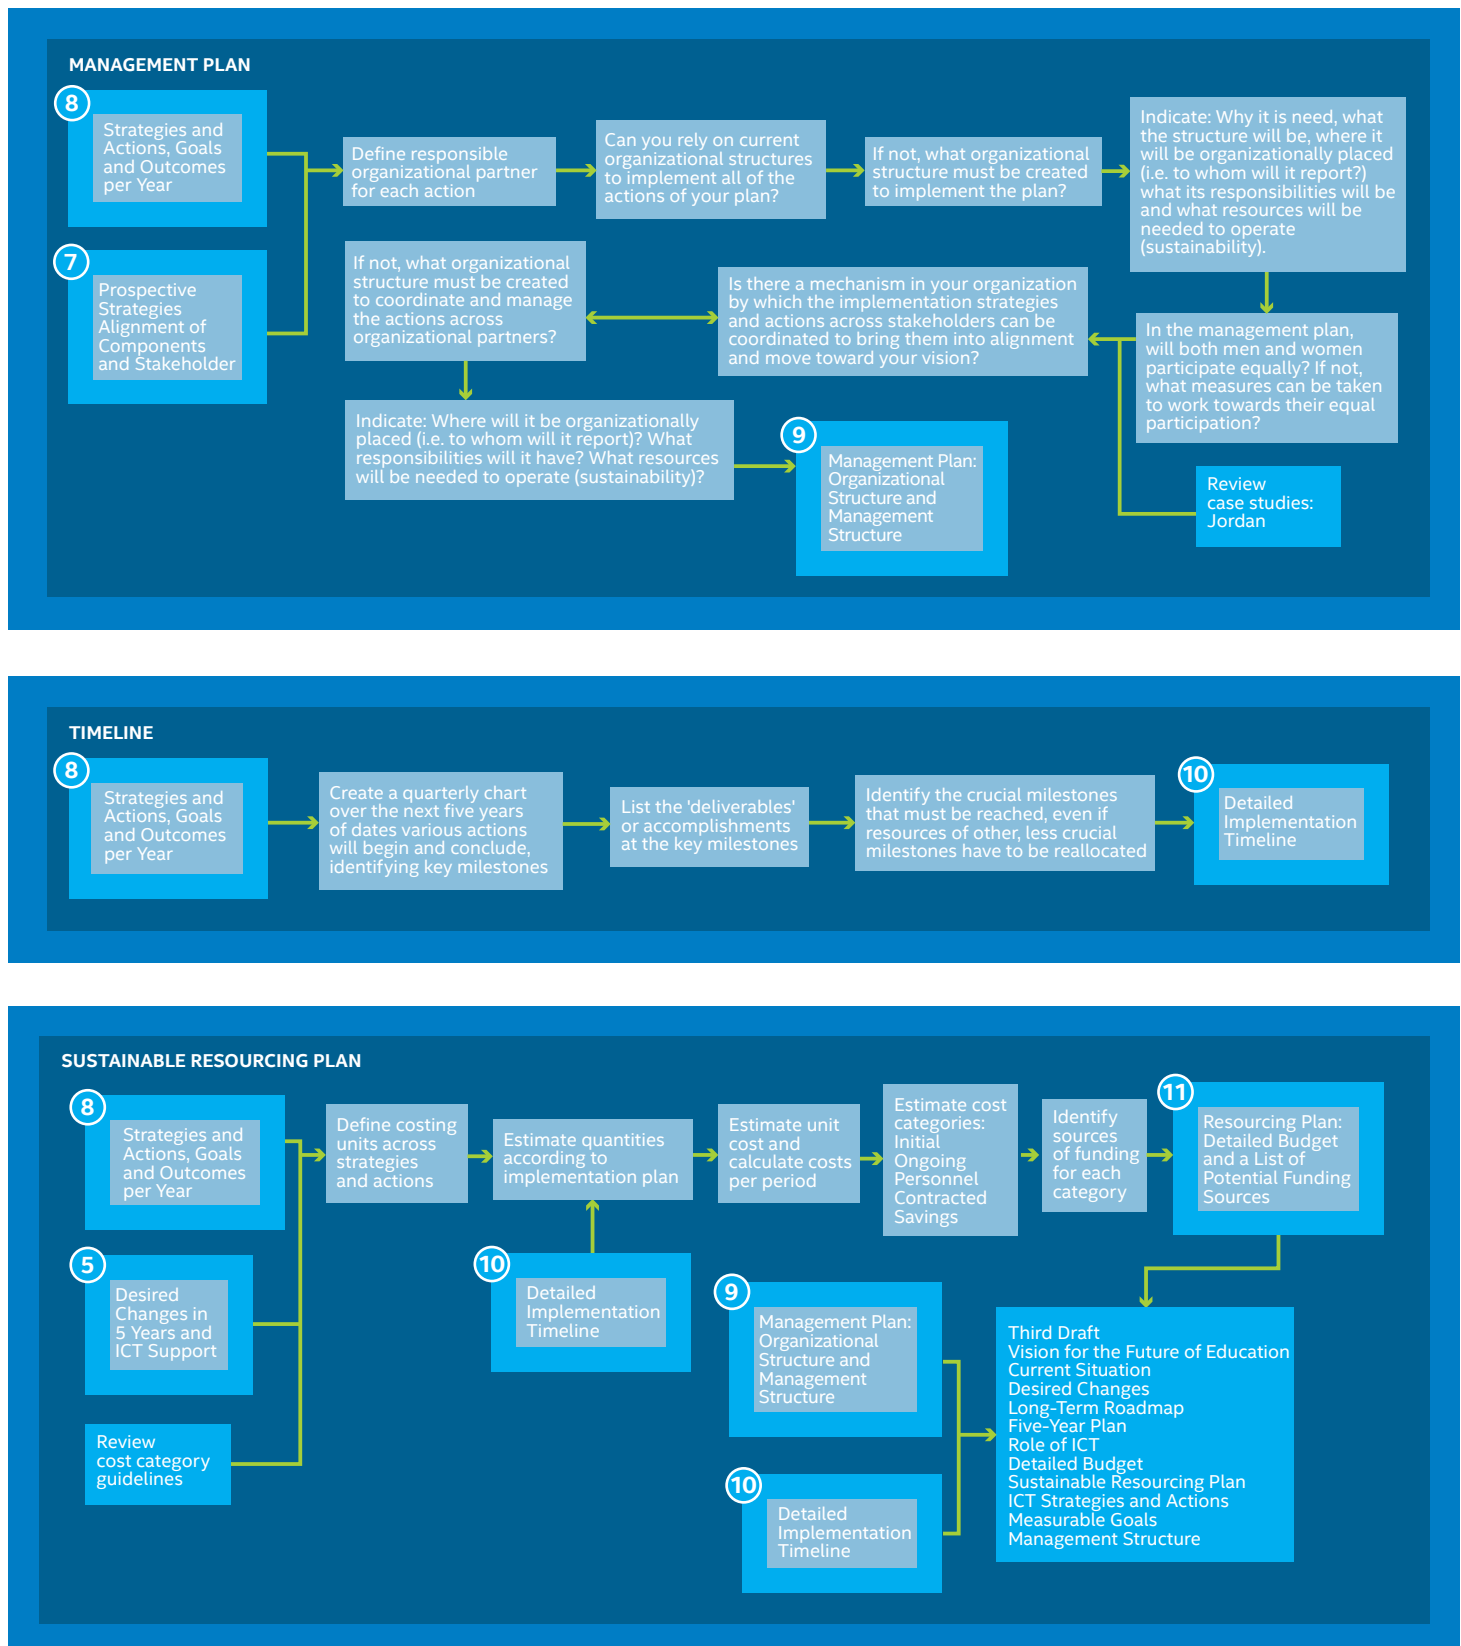 MANAGEMENT PLAN
8
Strategies and
Actions, Goals
and Outcomes
per Year
7
Prospective
Strategies
Alignment of
Components
and Stakeholder
Define responsible
organizational partner
for each action
Can you rely on current
organizational structures
to implement all of the
actions of your plan?
If not, what organizational
structure must be created
to implement the plan?
Indicate: Why it is need, what
the structure will be, where it
will be organizationally placed
(i.e. to whom will it report?)
what its responsibilities will be
and what resources will be
needed to operate
(sustainability).
In the management plan,
will both men and women
participate equally? If not,
what measures can be taken
to work towards their equal
participation?
Review
case studies:
Jordan
Is there a mechanism in your organization
by which the implementation strategies
and actions across stakeholders can be
coordinated to bring them into alignment
and move toward your vision?
If not, what organizational
structure must be created
to coordinate and manage
the actions across
organizational partners?
Indicate: Where will it be organizationally
placed (i.e. to whom will it report)? What
responsibilities will it have? What resources
will be needed to operate (sustainability)?
9
Management Plan:
Organizational
Structure and
Management
Structure
TIMELINE
8
Strategies and
Actions, Goals
and Outcomes
per Year
Create a quarterly chart
over the next five years
of dates various actions
will begin and conclude,
identifying key milestones
List the 'deliverables'
or accomplishments
at the key milestones
Identify the crucial milestones
that must be reached, even if
resources of other, less crucial
milestones have to be reallocated
10
Detailed
Implementation
Timeline
SUSTAINABLE RESOURCING PLAN
8
Strategies and
Actions, Goals
and Outcomes
per Year
5
Desired
Changes in
5 Years and
ICT Support
Review
cost category
guidelines
Define costing
units across
strategies
and actions
Estimate quantities
according to
implementation plan
10
Detailed
Implementation
Timeline
Estimate unit
cost and
calculate costs
per period
Estimate cost
categories:
Initial
Ongoing
Personnel
Contracted
Savings
Identify
sources
of funding
for each
category
11
Resourcing Plan:
Detailed Budget
and a List of
Potential Funding
Sources
9
Management Plan:
Organizational
Structure and
Management
Structure
10
Detailed
Implementation
Timeline
Third Draft
Vision for the Future of Education
Current Situation
Desired Changes
Long-Term Roadmap
Five-Year Plan
Role of ICT
Detailed Budget
Sustainable Resourcing Plan
ICT Strategies and Actions
Measurable Goals
Management Structure